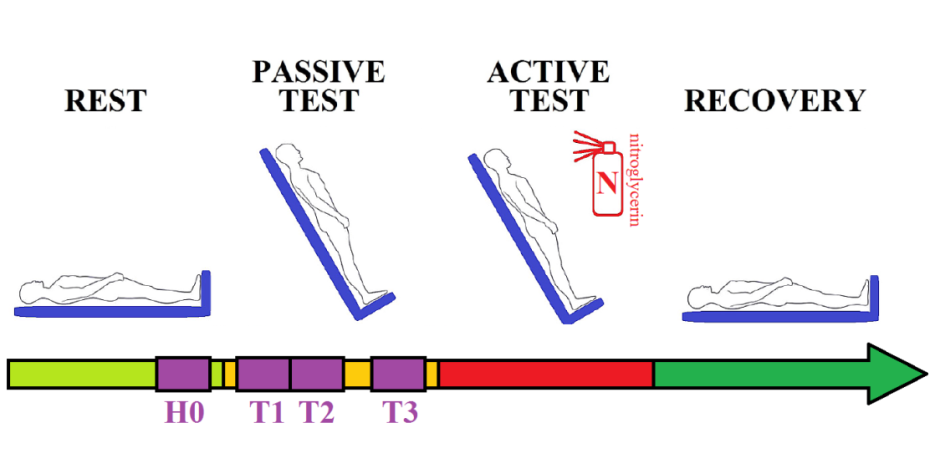 REST
PASSIVE
TEST
ACTIVE
TEST
RECOVERY
N
nitroglycerin
H0
T1
T2
T3